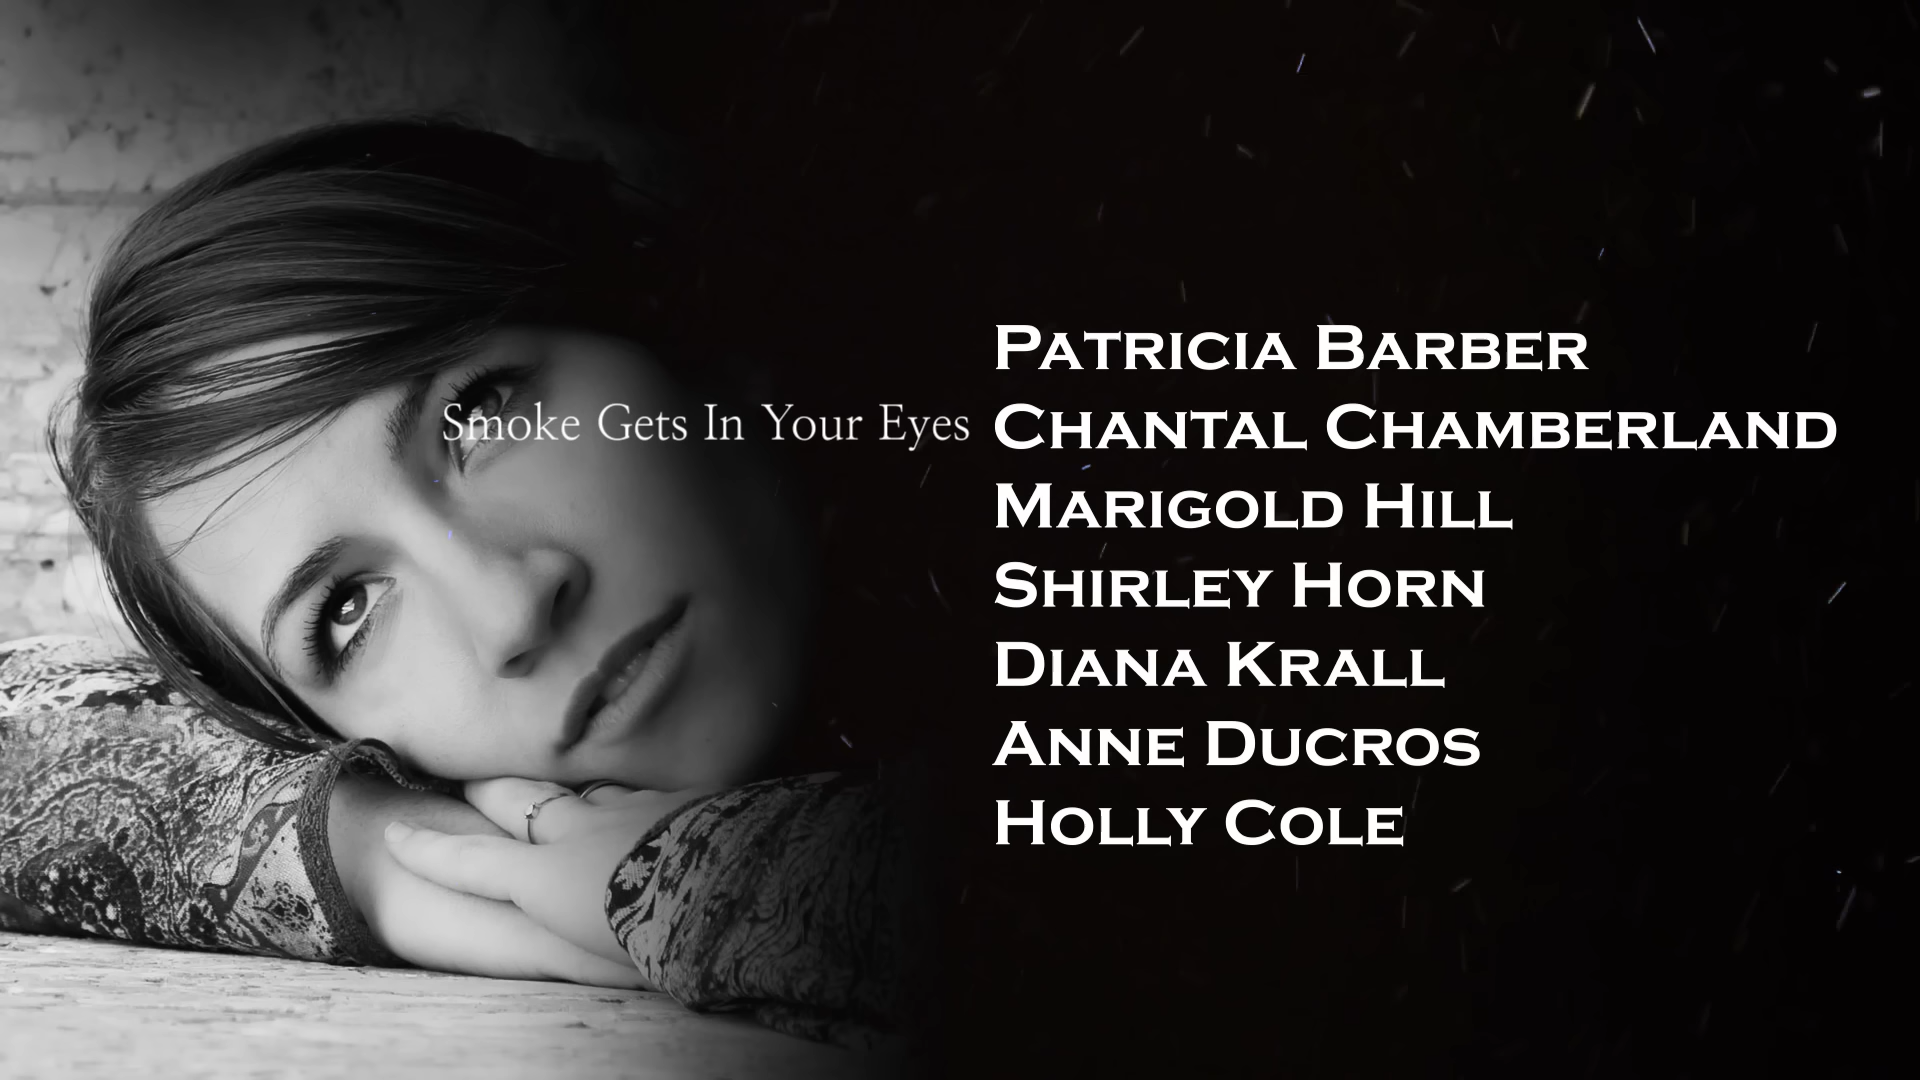 Smoke Gets In Your Eyes
Patricia Barber
Chantal Chamberland
Marigold Hill
Shirley Horn
Diana Krall
Anne Ducros
Holly Cole